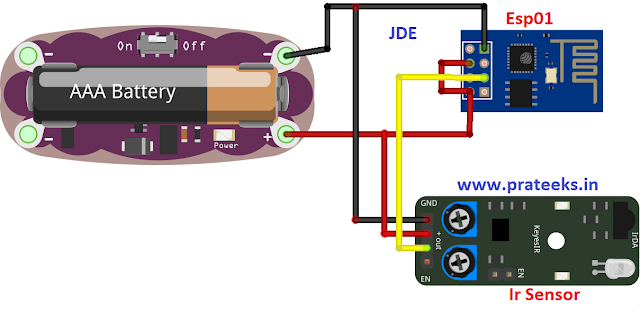 Esp01
On Off
JDE
AAA Battery
Power
www.prateeks.in
GND
+ out
EN
KeyesIR
EN
IrDA
Ir Sensor